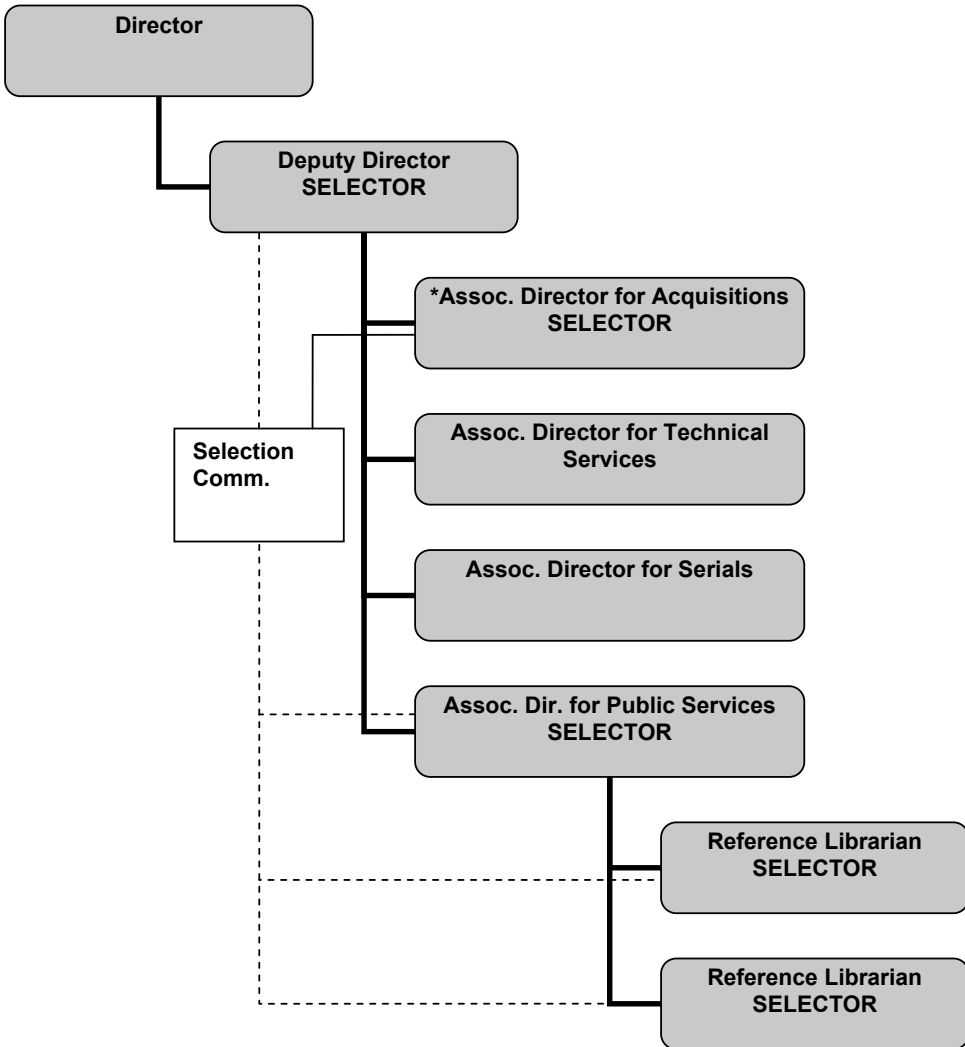 Director
Deputy Director
SELECTOR
*Assoc. Director for Acquisitions
SELECTOR
Assoc. Director for Technical
Services
Selection
Comm.
Assoc. Director for Serials
Assoc. Dir. for Public Services
SELECTOR
Reference Librarian
SELECTOR
Reference Librarian
SELECTOR